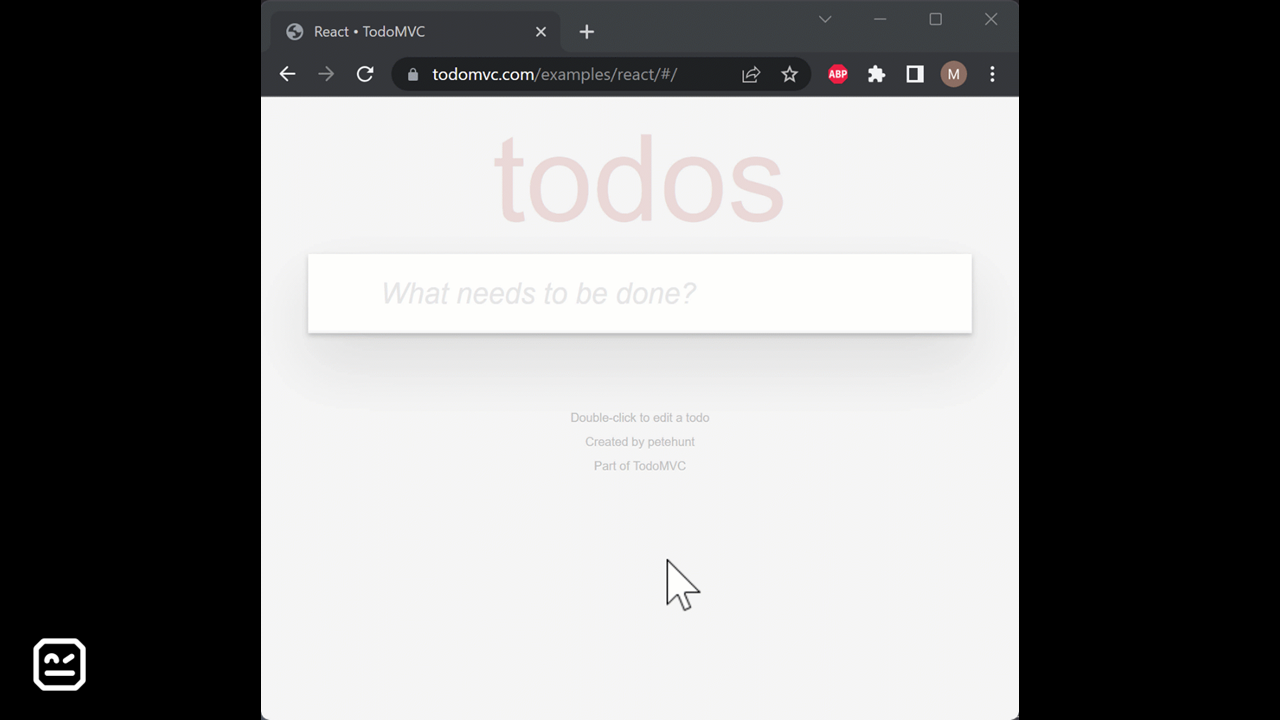 React • TodoMVC
todomvc.com/examples/react/#/
ABP
M
todos
What needs to be done?
Double-click to edit a todo
Created by petehunt
Part of TodoMVC